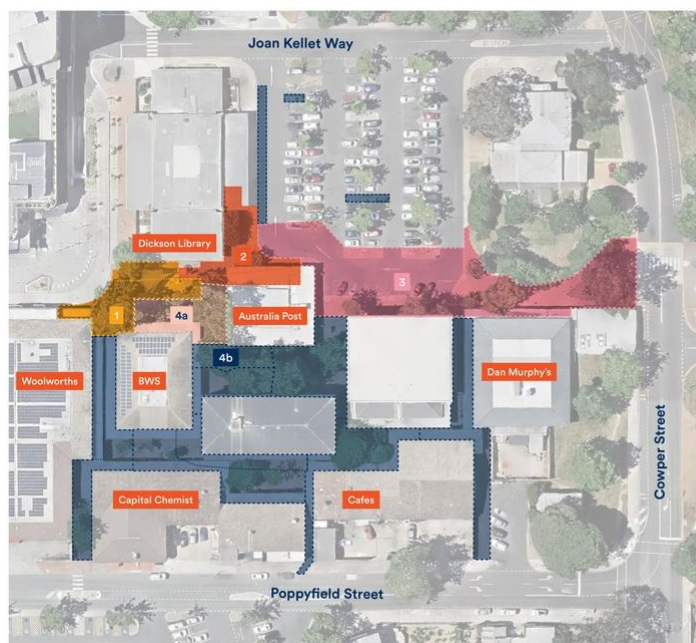 Joan Kellet Way
Dickson Library
2
3
1
4a
Australia Post
4b
Woolworths
BWS
Dan Murphy's
Cowper Street
Capital Chemist
Cafes
Poppyfield Street